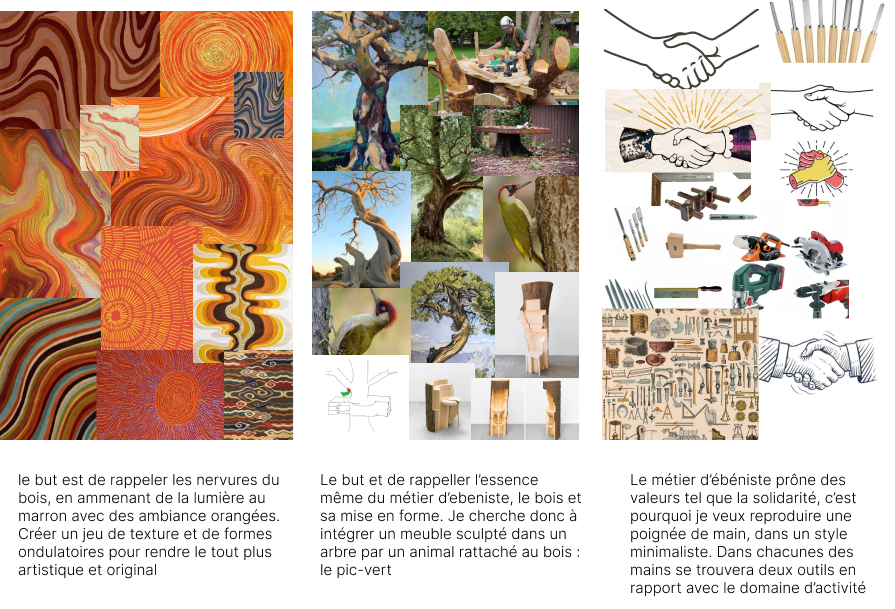 le but est de rappeler les nervures du
bois, en ammenant de la lumière au
marron avec des ambiance orangées.
Créer un jeu de texture et de formes
ondulatoires pour rendre le tout plus
artistique et original
Le but et de rappeller l'essence
même du métier d'ebeniste, le bois et
sa mise en forme. Je cherche donc à
intégrer un meuble sculpté dans un
arbre par un animal rattaché au bois :
le pic-vert
Le métier d'ébéniste prône des
valeurs tel que la solidarité, c'est
pourquoi je veux reproduire une
poignée de main, dans un style
minimaliste. Dans chacunes des
mains se trouvera deux outils en
rapport avec le domaine d'activité